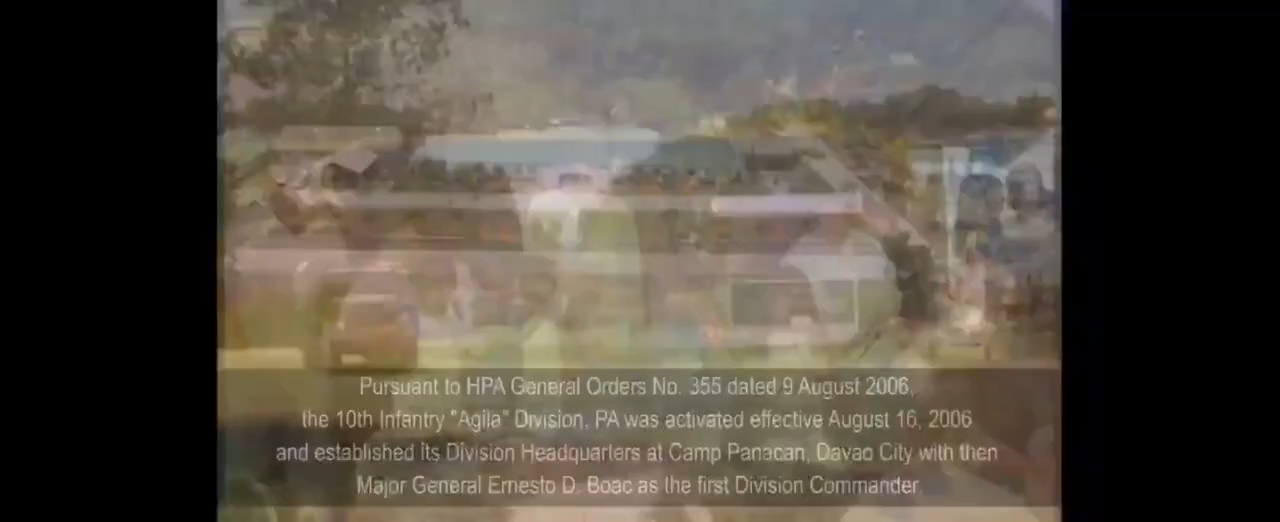 Pursuant to HPA General Orders No. 355 dated 9 August 2006,
the 10th Infantry "Agila" Division, PA was activated effective August 16, 2006
and established its Division Headquarters at Camp Panacan, Davao City with then
Major General Ernesto D. Boac as the first Division Commander